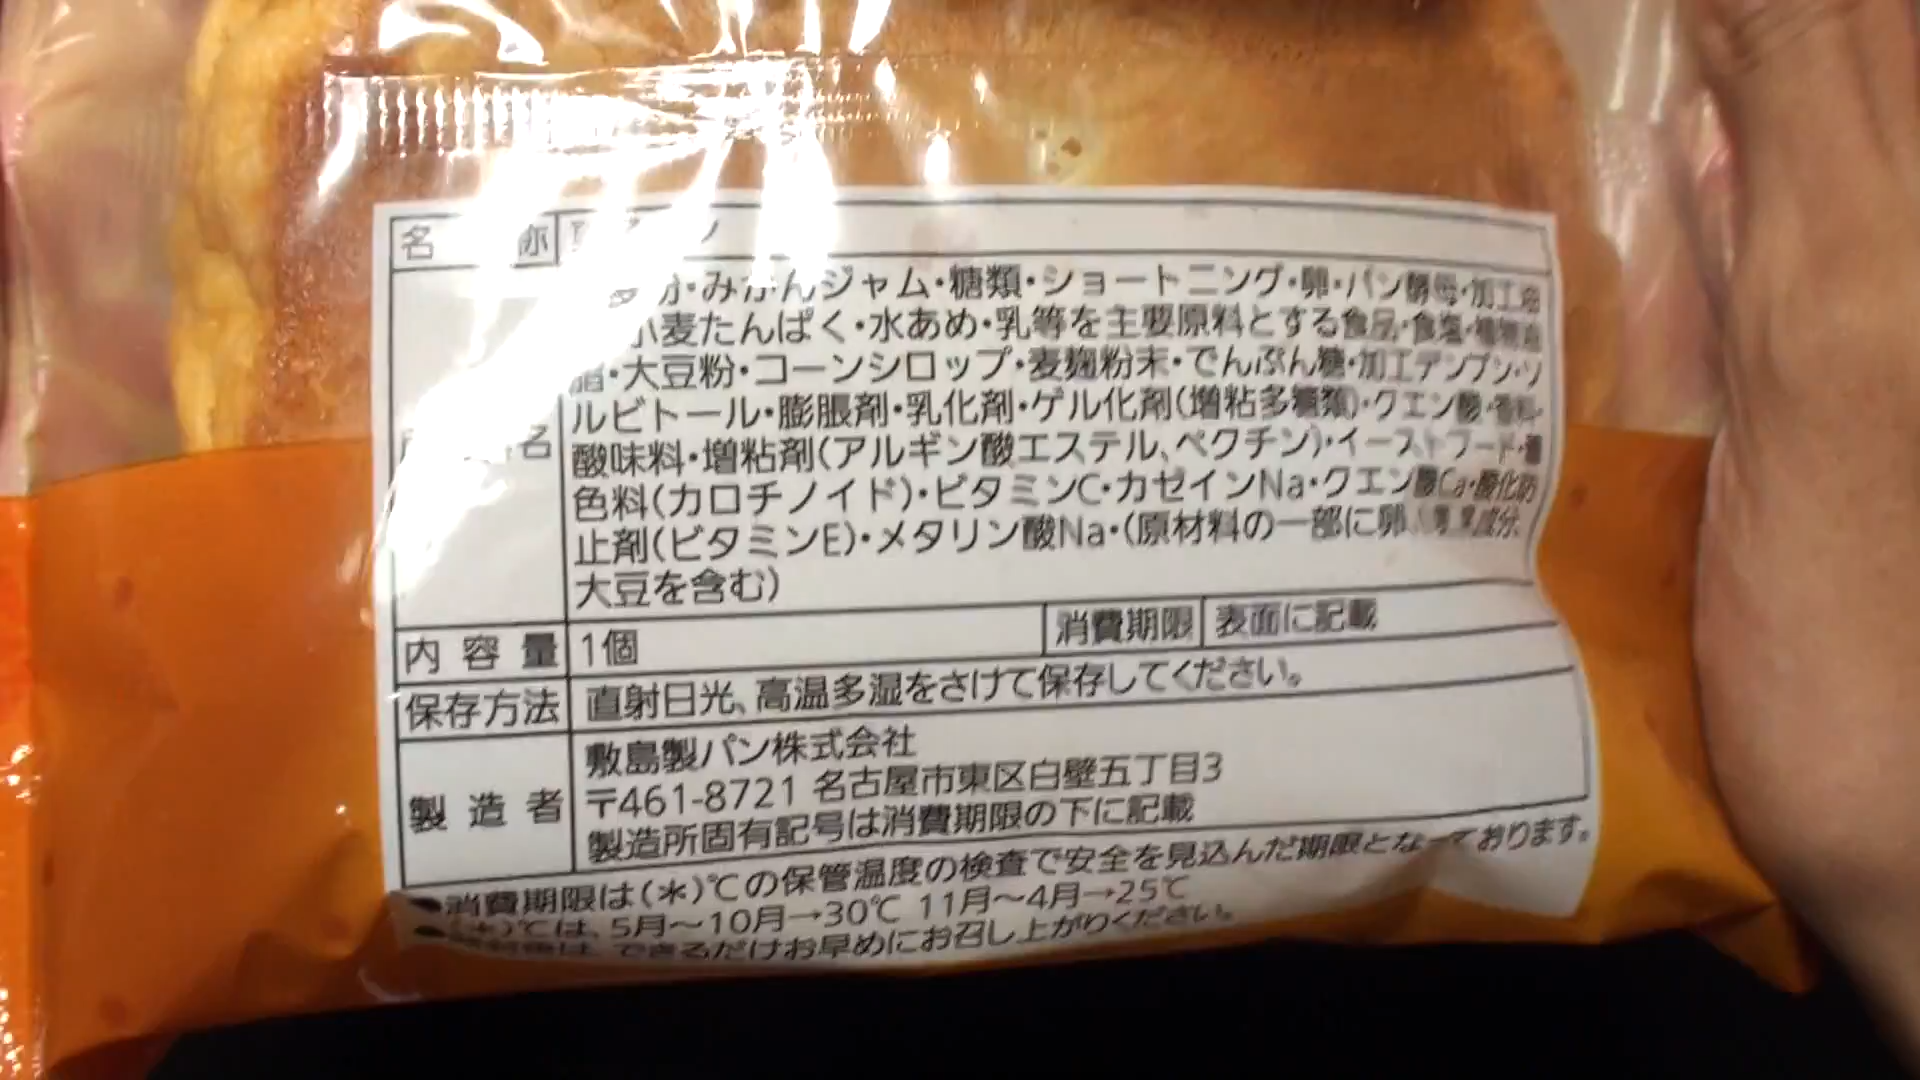 名 称
みかんジャム・糖類・ショートニング・卵・パン酵母・加工油
小麦たんぱく・水あめ・乳等を主要原料とする食品・食塩・植物油
脂・大豆粉・コーンシロップ・麦麹粉末・でんぷん・加工デンプン・ソ
名
ルビトール・膨脹剤・乳化剤・ゲル化剤(増粘多糖類)・クエン酸・香料・
酸味料・増粘剤(アルギン酸エステル、ペクチン)・イーストフード・着
色料(カロチノイド)・ビタミンC・カゼインNa・クエン酸Ca・酸化防
止剤(ビタミンE)・メタリン酸Na・(原材料の一部に卵、 成分、
大豆を含む)
内容量 1個 消費期限 表面に記載
保存方法 直射日光、高温多湿をさけて保存してください。
製造者 敷島製パン株式会社
〒461-8721 名古屋市東区白壁五丁目3
製造所固有記号は消費期限の下に記載
●消費期限は(※)℃の保管温度の検査で安全を見込んだ期限となっております。
(※)℃は、5月〜10月→30℃ 11月〜4月→25℃
● できるだけお早めにお召し上がりください。